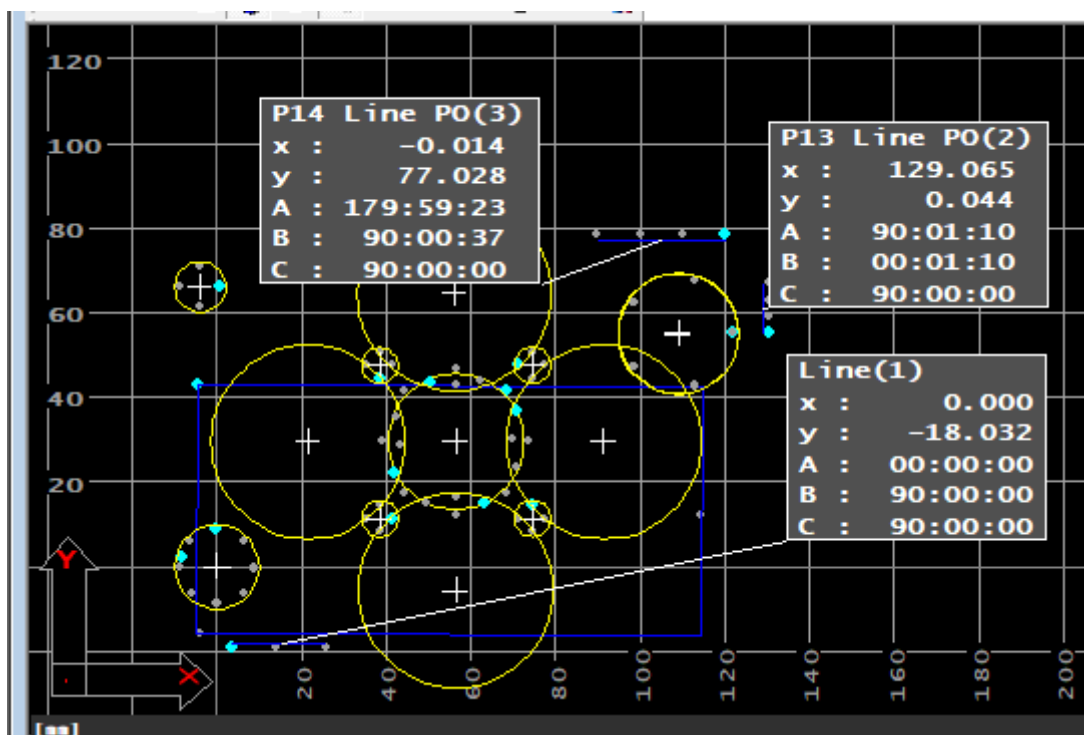 120
100
80
60
40
20
P14 Line PO(3)
x : -0.014
y : 77.028
A : 179:59:23
B : 90:00:37
C : 90:00:00
P13 Line PO(2)
x : 129.065
y : 0.044
A : 90:01:10
B : 00:01:10
C : 90:00:00
Line(1)
x : 0.000
y : -18.032
A : 00:00:00
B : 90:00:00
C : 90:00:00
Y
X
20
40
60
80
100
120
140
160
180
200
[mm]